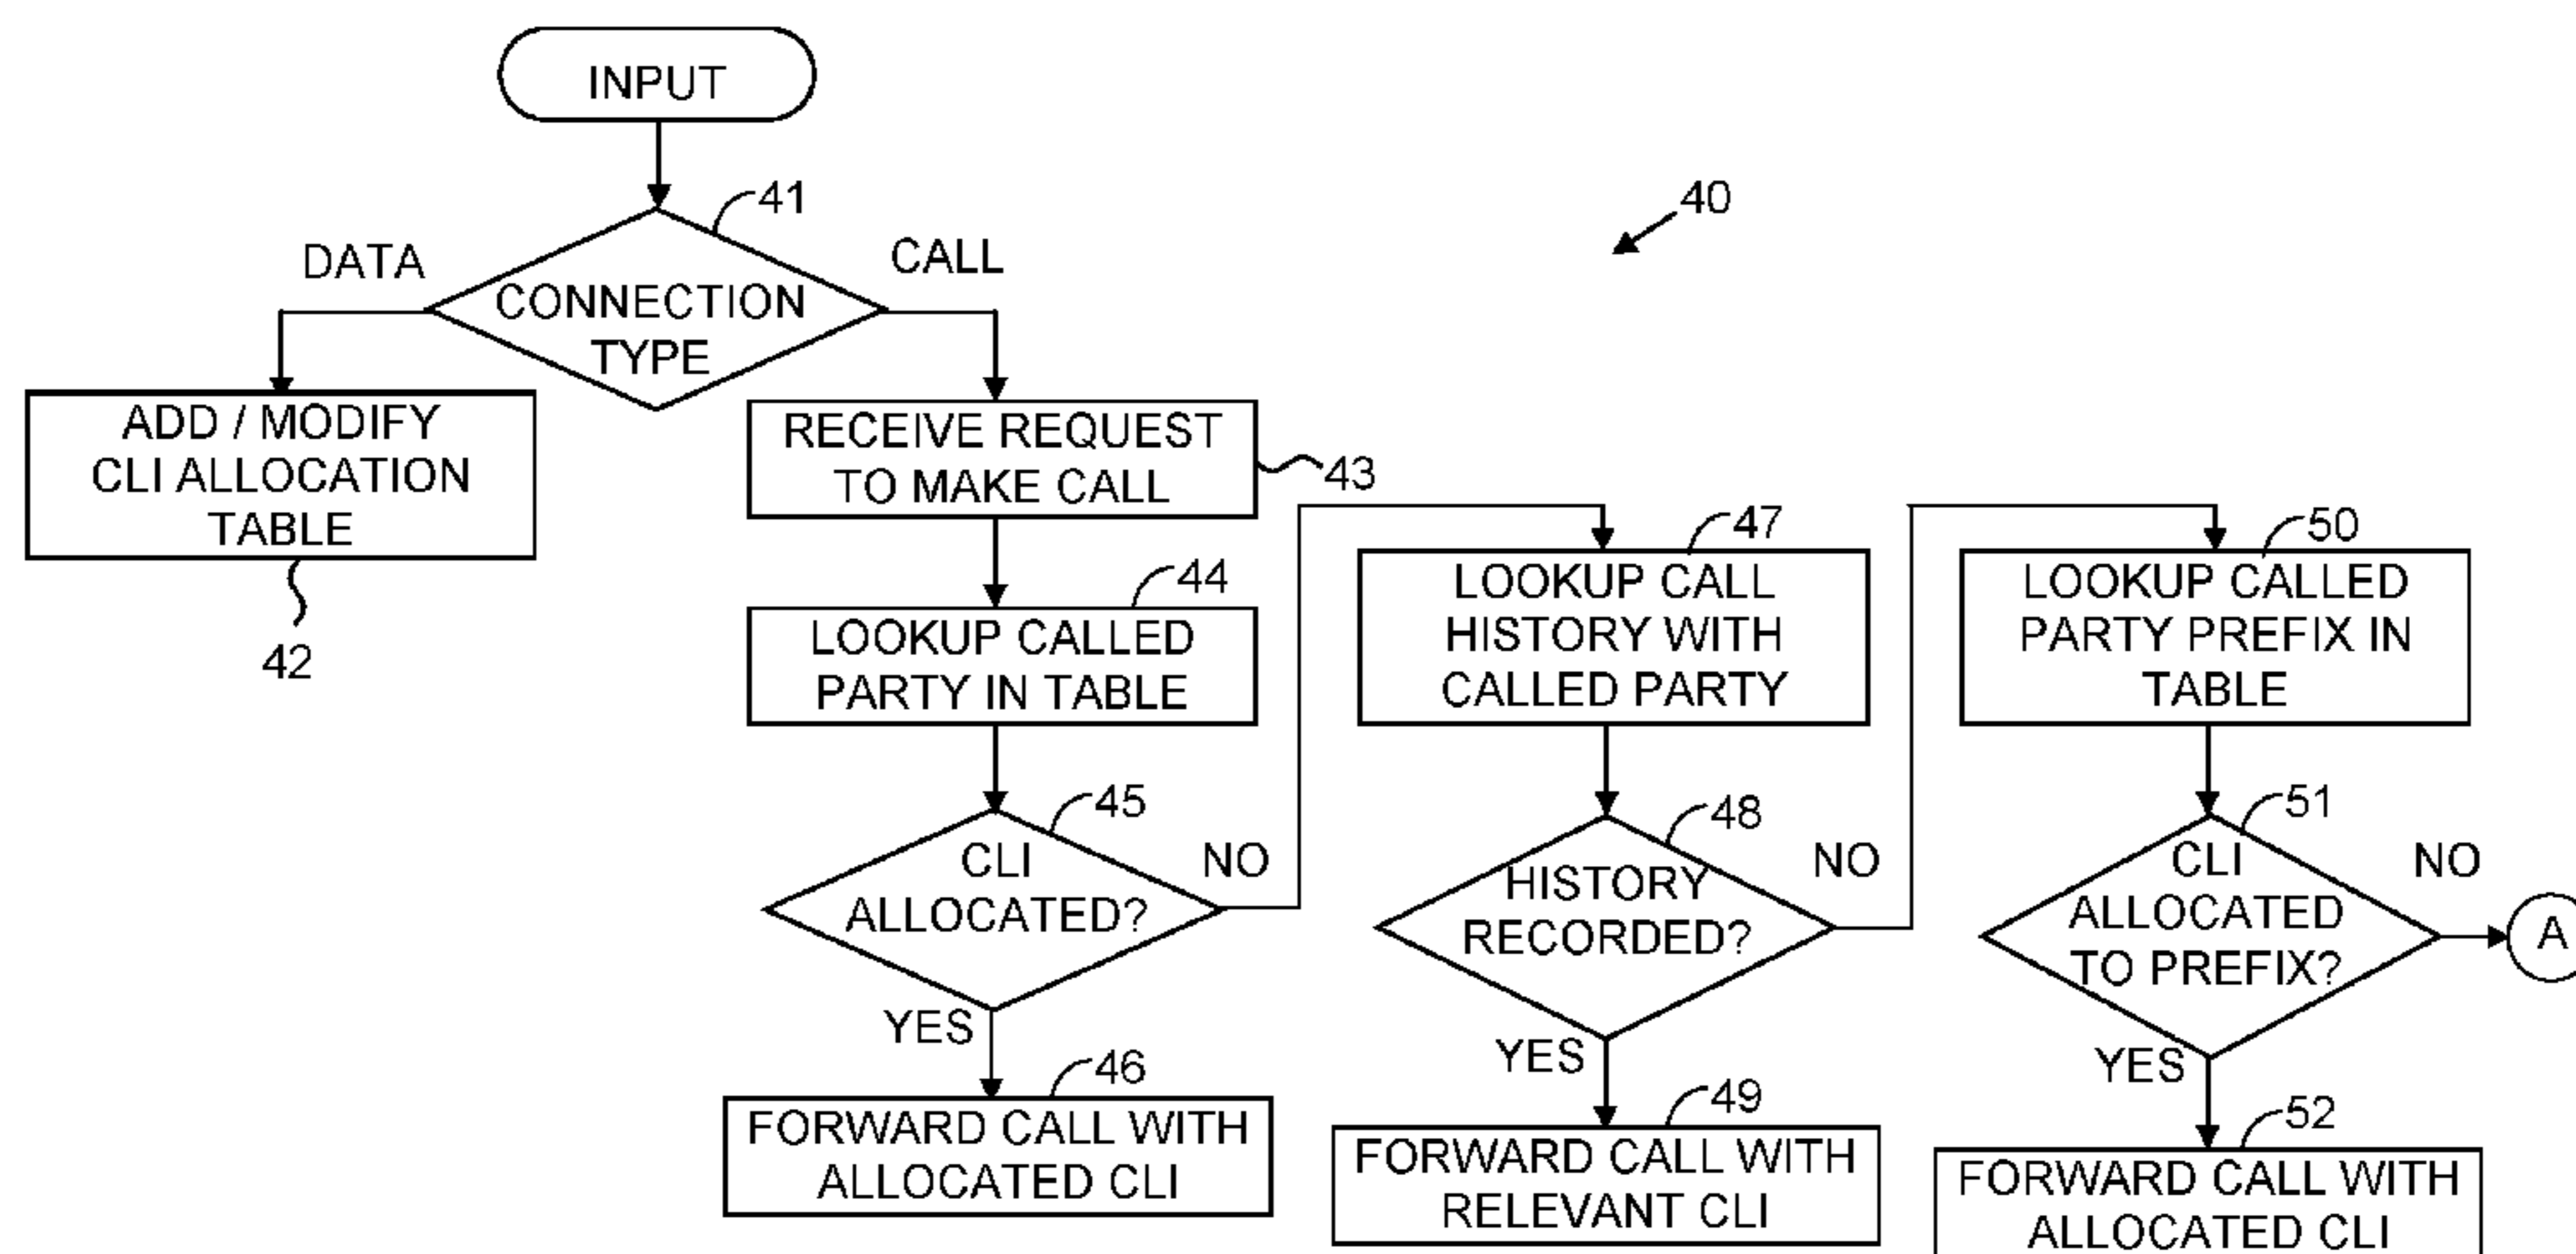 INPUT
41
40
DATA
CALL
CONNECTION
TYPE
ADD / MODIFY
CLI ALLOCATION
TABLE
42
RECEIVE REQUEST
TO MAKE CALL
43
44
LOOKUP CALLED
PARTY IN TABLE
45
CLI
ALLOCATED?
NO
YES
46
FORWARD CALL WITH
ALLOCATED CLI
47
LOOKUP CALL
HISTORY WITH
CALLED PARTY
48
HISTORY
RECORDED?
NO
YES
49
FORWARD CALL WITH
RELEVANT CLI
50
LOOKUP CALLED
PARTY PREFIX IN
TABLE
51
CLI
ALLOCATED
TO PREFIX?
NO
A
YES
52
FORWARD CALL WITH
ALLOCATED CLI